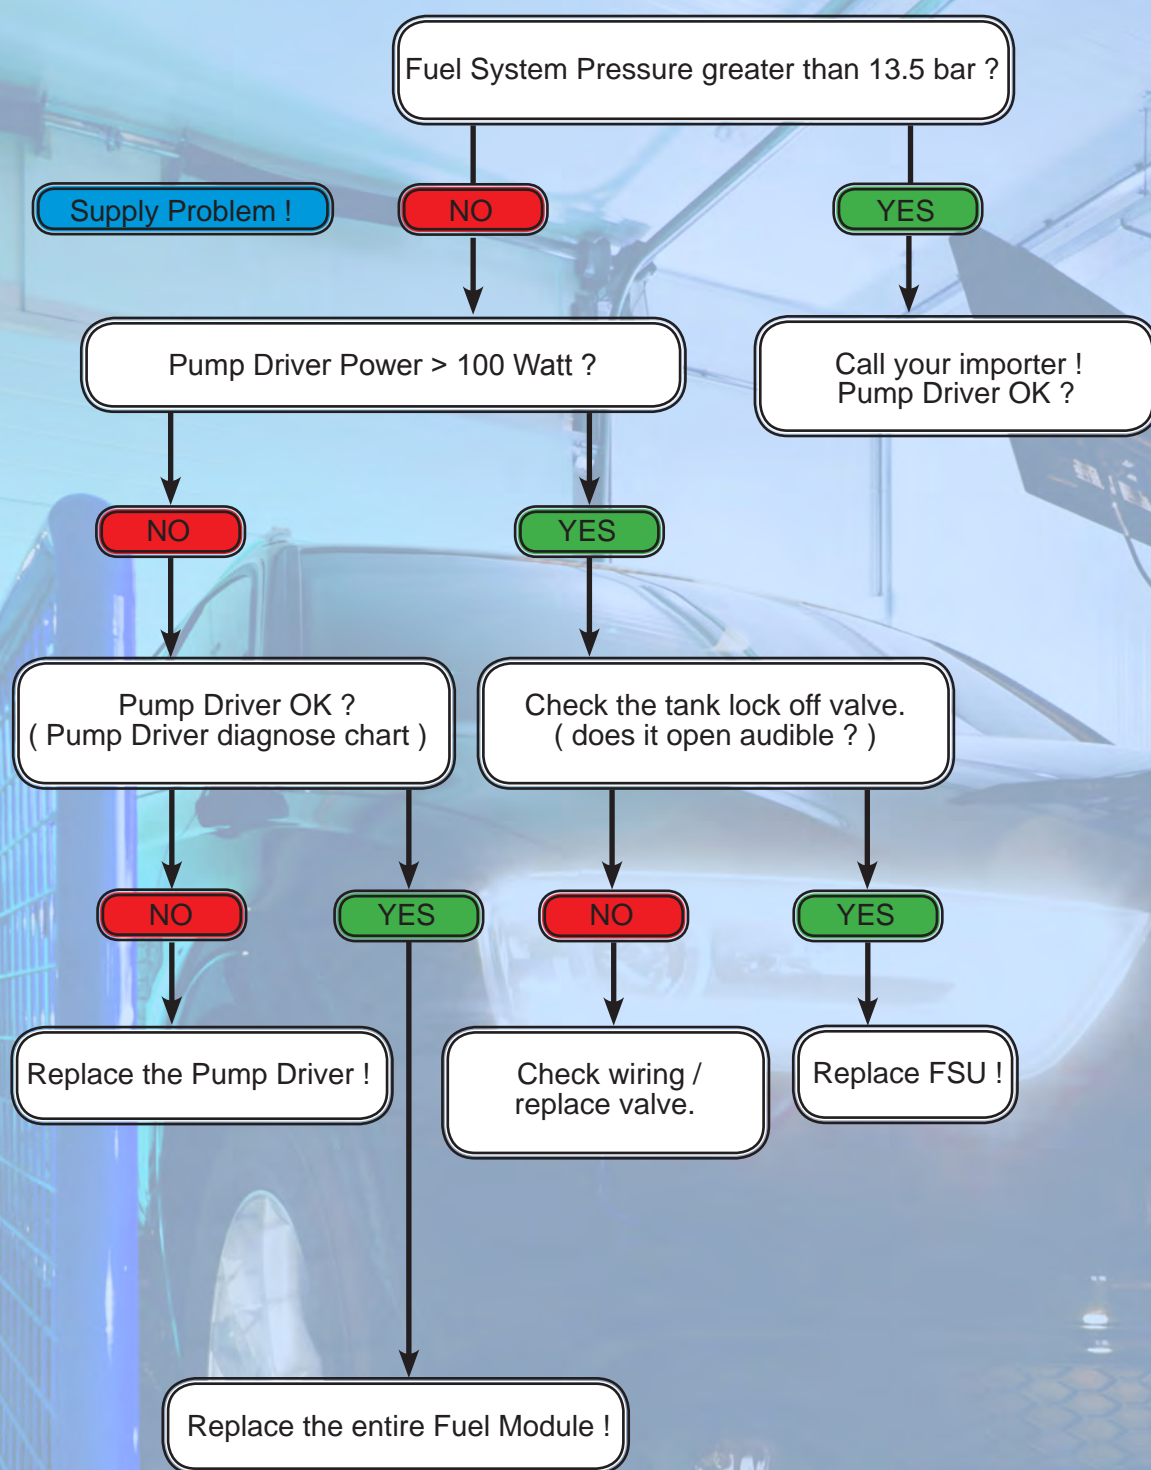 Fuel System Pressure greater than 13.5 bar ?
Supply Problem !
NO
YES
Pump Driver Power > 100 Watt ?
Call your importer !
Pump Driver OK ?
NO
YES
Pump Driver OK ?
( Pump Driver diagnose chart )
Check the tank lock off valve.
( does it open audible ? )
NO
YES
NO
YES
Replace the Pump Driver !
Check wiring /
replace valve.
Replace FSU !
Replace the entire Fuel Module !